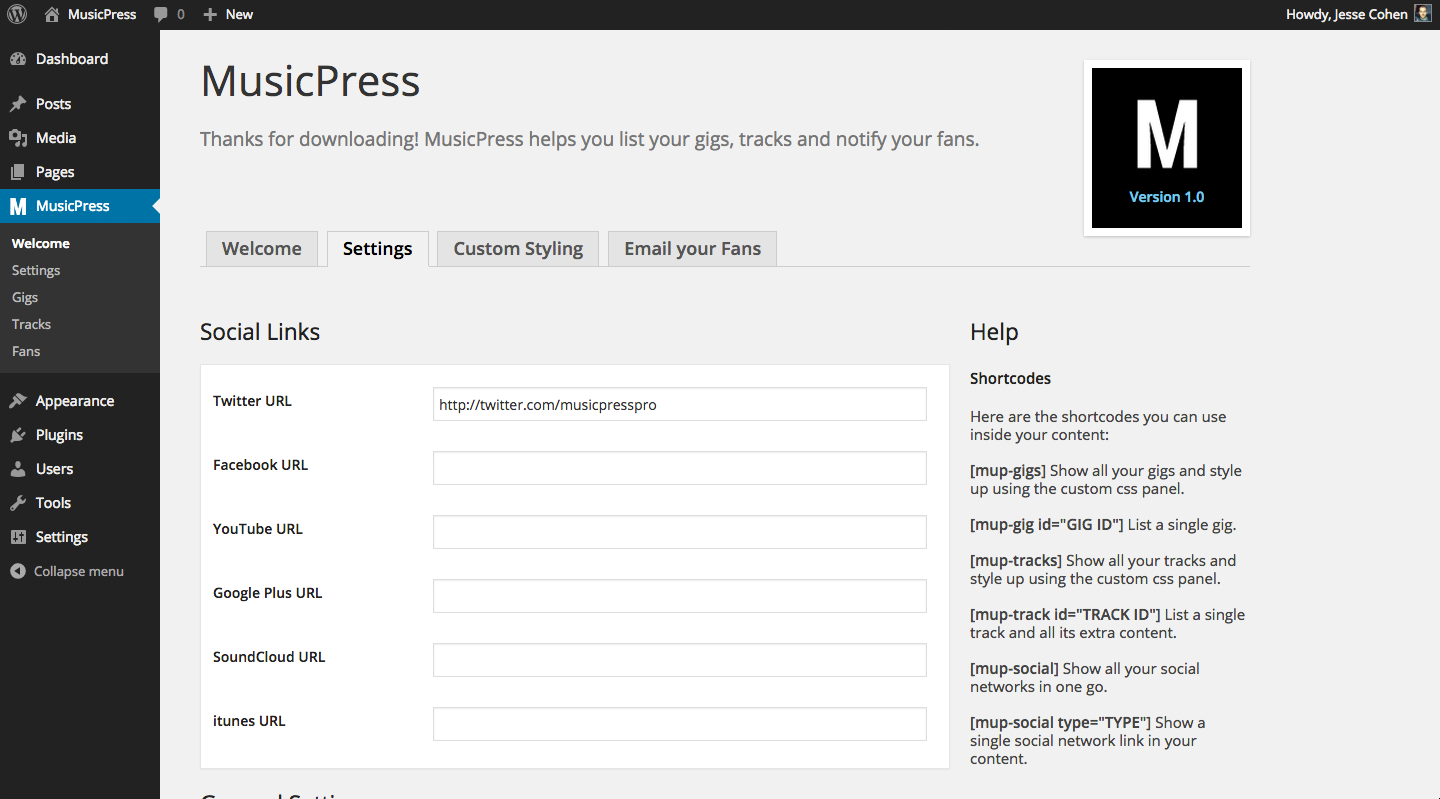 MusicPress
0
New
Howdy, Jesse Cohen
Dashboard
Posts
Media
Pages
M MusicPress
Welcome
Settings
Gigs
Tracks
Fans
Appearance
Plugins
Users
Tools
Settings
Collapse menu
MusicPress
Thanks for downloading! MusicPress helps you list your gigs, tracks and notify your fans.
M
Version 1.0
Welcome
Settings
Custom Styling
Email your Fans
Social Links
Twitter URL
http://twitter.com/musicpresspro
Facebook URL
YouTube URL
Google Plus URL
SoundCloud URL
itunes URL
Help
Shortcodes
Here are the shortcodes you can use
inside your content:
[mup-gigs] Show all your gigs and style
up using the custom css panel.
[mup-gig id="GIG ID"] List a single gig.
[mup-tracks] Show all your tracks and
style up using the custom css panel.
[mup-track id="TRACK ID"] List a single
track and all its extra content.
[mup-social] Show all your social
networks in one go.
[mup-social type="TYPE"] Show a
single social network link in your
content.